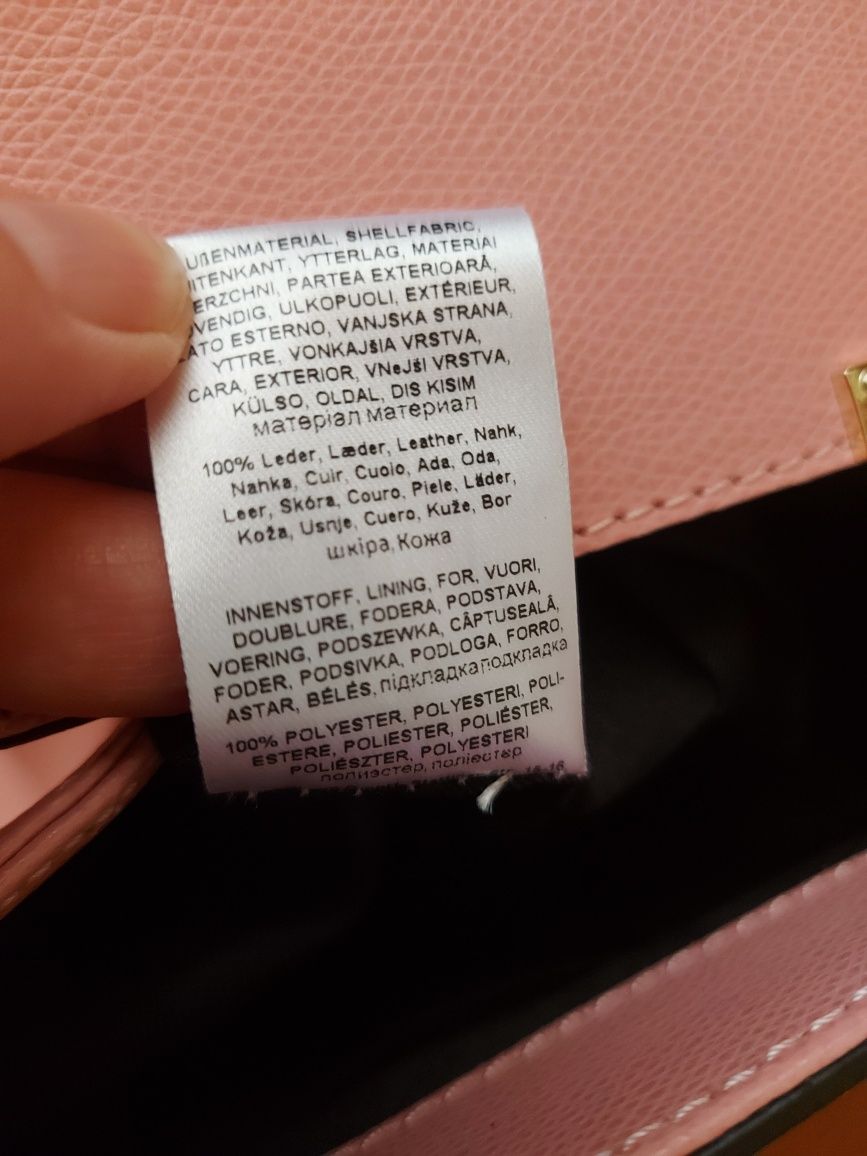 UßENMATERIAL, SHELLFABRIC,
ITENKANT, YTTERLAG, MATERIAł
ERZCHNI, PARTEA EXTERIOARĂ,
VENDIG, ULKOPUOLI, EXTÉRIEUR,
ATO ESTERNO, VANJSKA STRANA,
YTTRE, VONKAJšIA VRSTVA,
CARA, EXTERIOR, VNeJšI VRSTVA,
KÜLSO, OLDAL, DIS KISIM
матеріал материал
100% Leder, Læder, Leather, Nahk,
Nahka, Cuir, Cuoio, Ada, Oda,
Leer, Skóra, Couro, Piele, Läder,
Koža, Usnje, Cuero, Kuže, Bor
шкіра, Кожа
INNENSTOFF, LINING, FOR, VUORI,
DOUBLURE, FODERA, PODSTAVA,
VOERING, PODSZEWKA, CÂPTUSEALÂ,
FODER, PODSIVKA, PODLOGA, FORRO,
ASTAR, BÉLÉS, підкладка подкладка
100% POLYESTER, POLYESTERI, POLI-
ESTERE, POLIESTER, POLIÉSTER,
POLIÉSZTER, POLYESTERI
полиэстер, поліестер